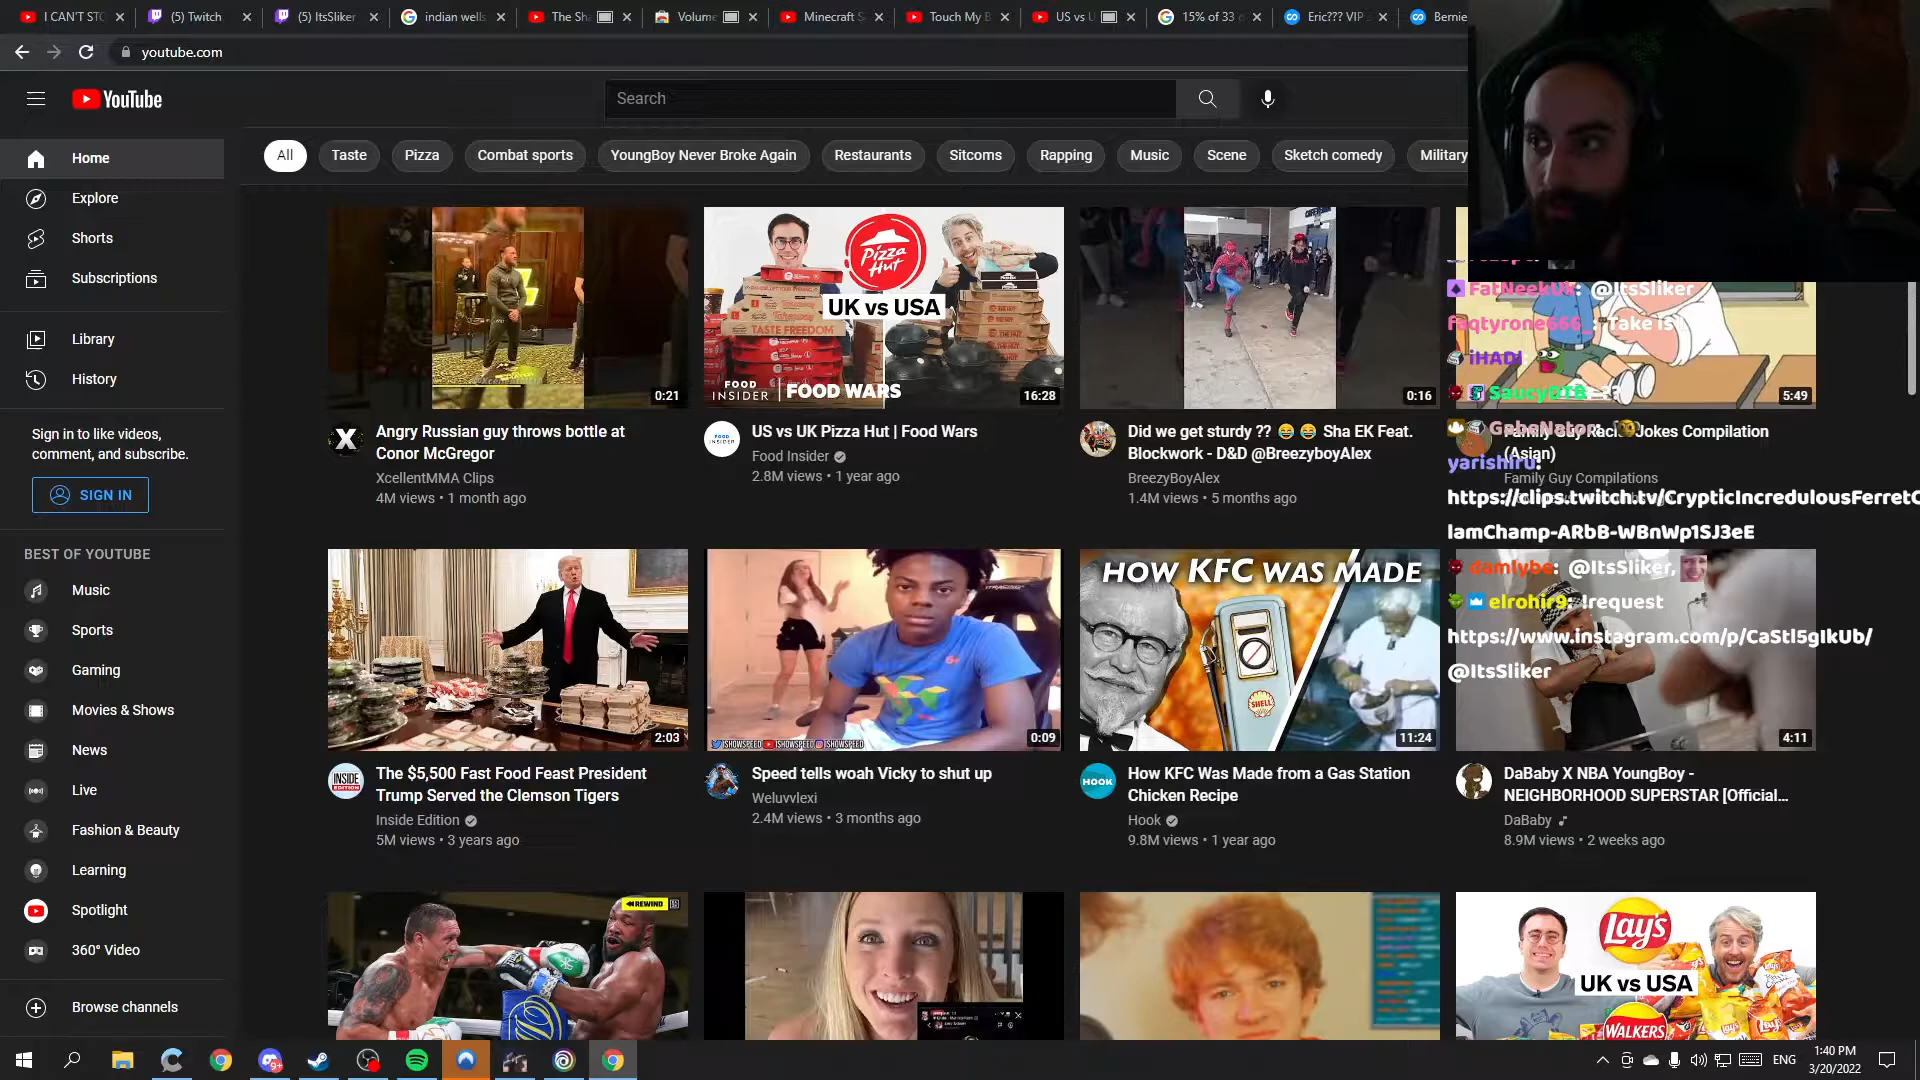 I CAN'T STO
(5) Twitch
(5) ItsSliker
indian wells
The Sha
Volume
Minecraft S
Touch My B
US vs U
15% of 33 o
Eric??? VIP
Bernie
youtube.com
YouTube
Search
All
Taste
Pizza
Combat sports
YoungBoy Never Broke Again
Restaurants
Sitcoms
Rapping
Music
Scene
Sketch comedy
Military
Home
Explore
Shorts
Subscriptions
Library
History
Sign in to like videos,
comment, and subscribe.
SIGN IN
BEST OF YOUTUBE
Music
Sports
Gaming
Movies & Shows
News
Live
Fashion & Beauty
Learning
Spotlight
360° Video
Browse channels
0:21
Angry Russian guy throws bottle at
Conor McGregor
XcellentMMA Clips
4M views • 1 month ago
Pizza
Hut
UK vs USA
TASTE FREEDOM
FOOD
INSIDER
FOOD WARS
16:28
US vs UK Pizza Hut | Food Wars
Food Insider
2.8M views • 1 year ago
0:16
Did we get sturdy ?? 😂 😂 Sha EK Feat.
Blockwork - D&D @BreezyboyAlex
BreezyBoyAlex
1.4M views • 5 months ago
5:49
Family Guy Jokes Compilation
(Asian)
Family Guy Compilations
FatNeekUk: @ItsSliker
faqtyrone666_: Take is L
iHADI
SaucyDTB: ??
GabeNator:
yarishiru:
https://clips.twitch.tv/CrypticIncredulousFerretC
lamChamp-ARbB-WBnWp1SJ3eE
damlybe: @ItsSliker,
elrohir9: !request
https://www.instagram.com/p/CaStl5gIkUb/
@ItsSliker
2:03
INSIDE
EDITION
The $5,500 Fast Food Feast President
Trump Served the Clemson Tigers
Inside Edition
5M views • 3 years ago
ISHOWSPEED ISHOWSPEED ISHOWSPEED
0:09
Speed tells woah Vicky to shut up
Weluvvlexi
2.4M views • 3 months ago
HOW KFC WAS MADE
SHELL
11:24
HOOK
How KFC Was Made from a Gas Station
Chicken Recipe
Hook
9.8M views • 1 year ago
4:11
DaBaby X NBA YoungBoy -
NEIGHBORHOOD SUPERSTAR [Official...
DaBaby
8.9M views • 2 weeks ago
REWIND
Lay's
UK vs USA
WALKERS
9+
ENG
1:40 PM
3/20/2022